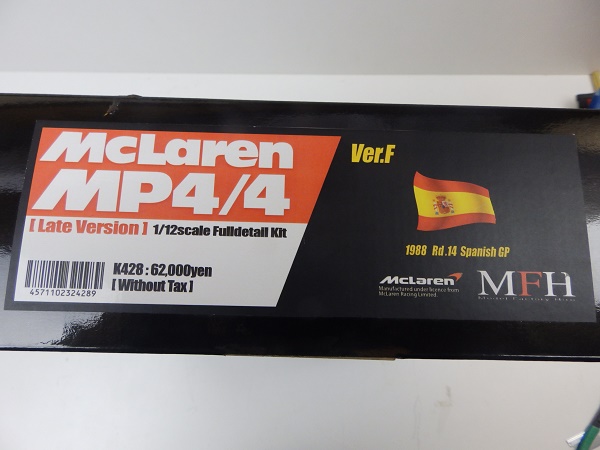 McLaren
MP4/4
[ Late Version ] 1/12scale Fulldetail Kit
K428 : 62,000yen
[ Without Tax ]
4571102324289
Ver.F
1988 Rd.14 Spanish GP
McLaren
Manufactured under licence from
McLaren Racing Limited.
MFH
Model Factory Hiro